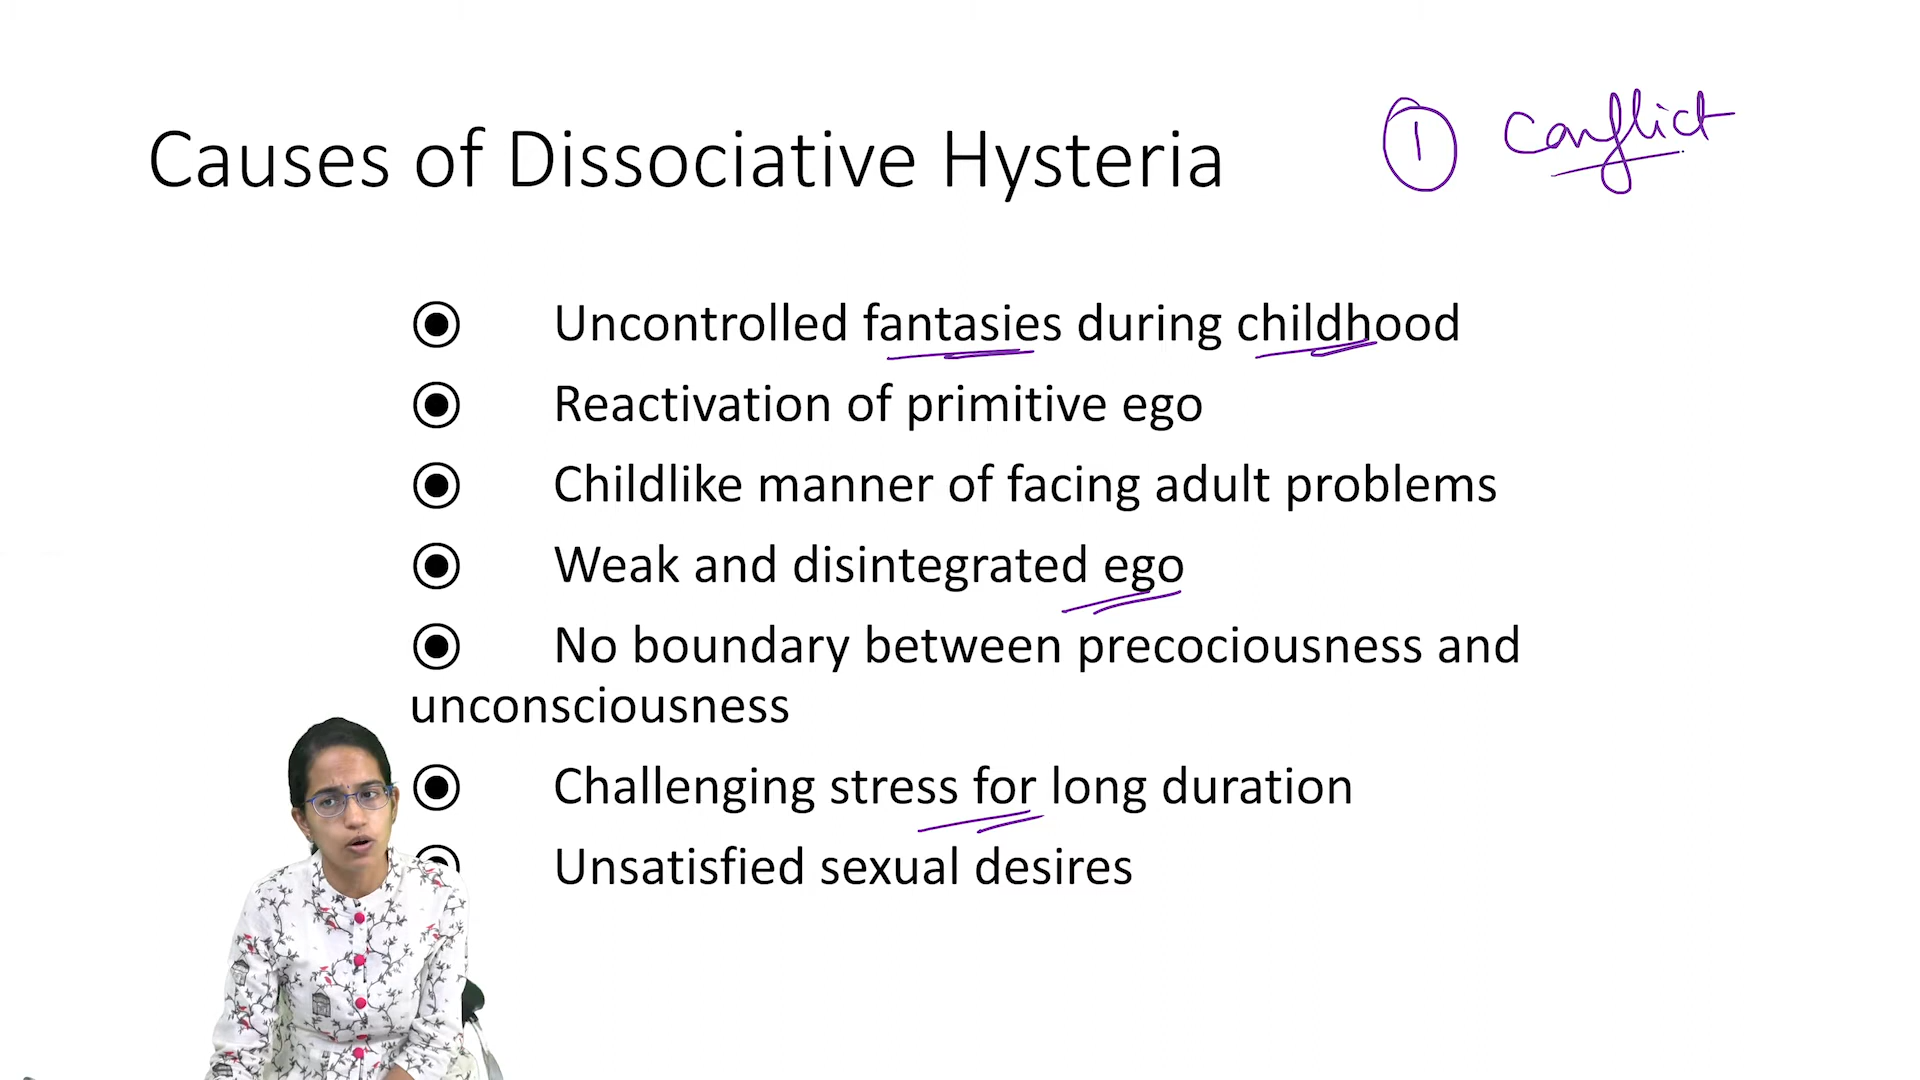 Causes of Dissociative Hysteria
1 Conflict
Uncontrolled fantasies during childhood
Reactivation of primitive ego
Childlike manner of facing adult problems
Weak and disintegrated ego
No boundary between precociousness and
unconsciousness
Challenging stress for long duration
Unsatisfied sexual desires